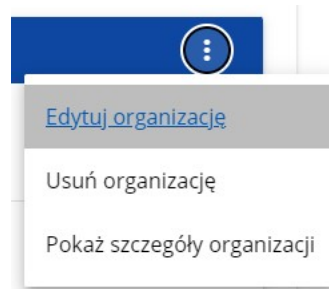 Edytuj organizację
Usuń organizację
Pokaż szczegóły organizacji